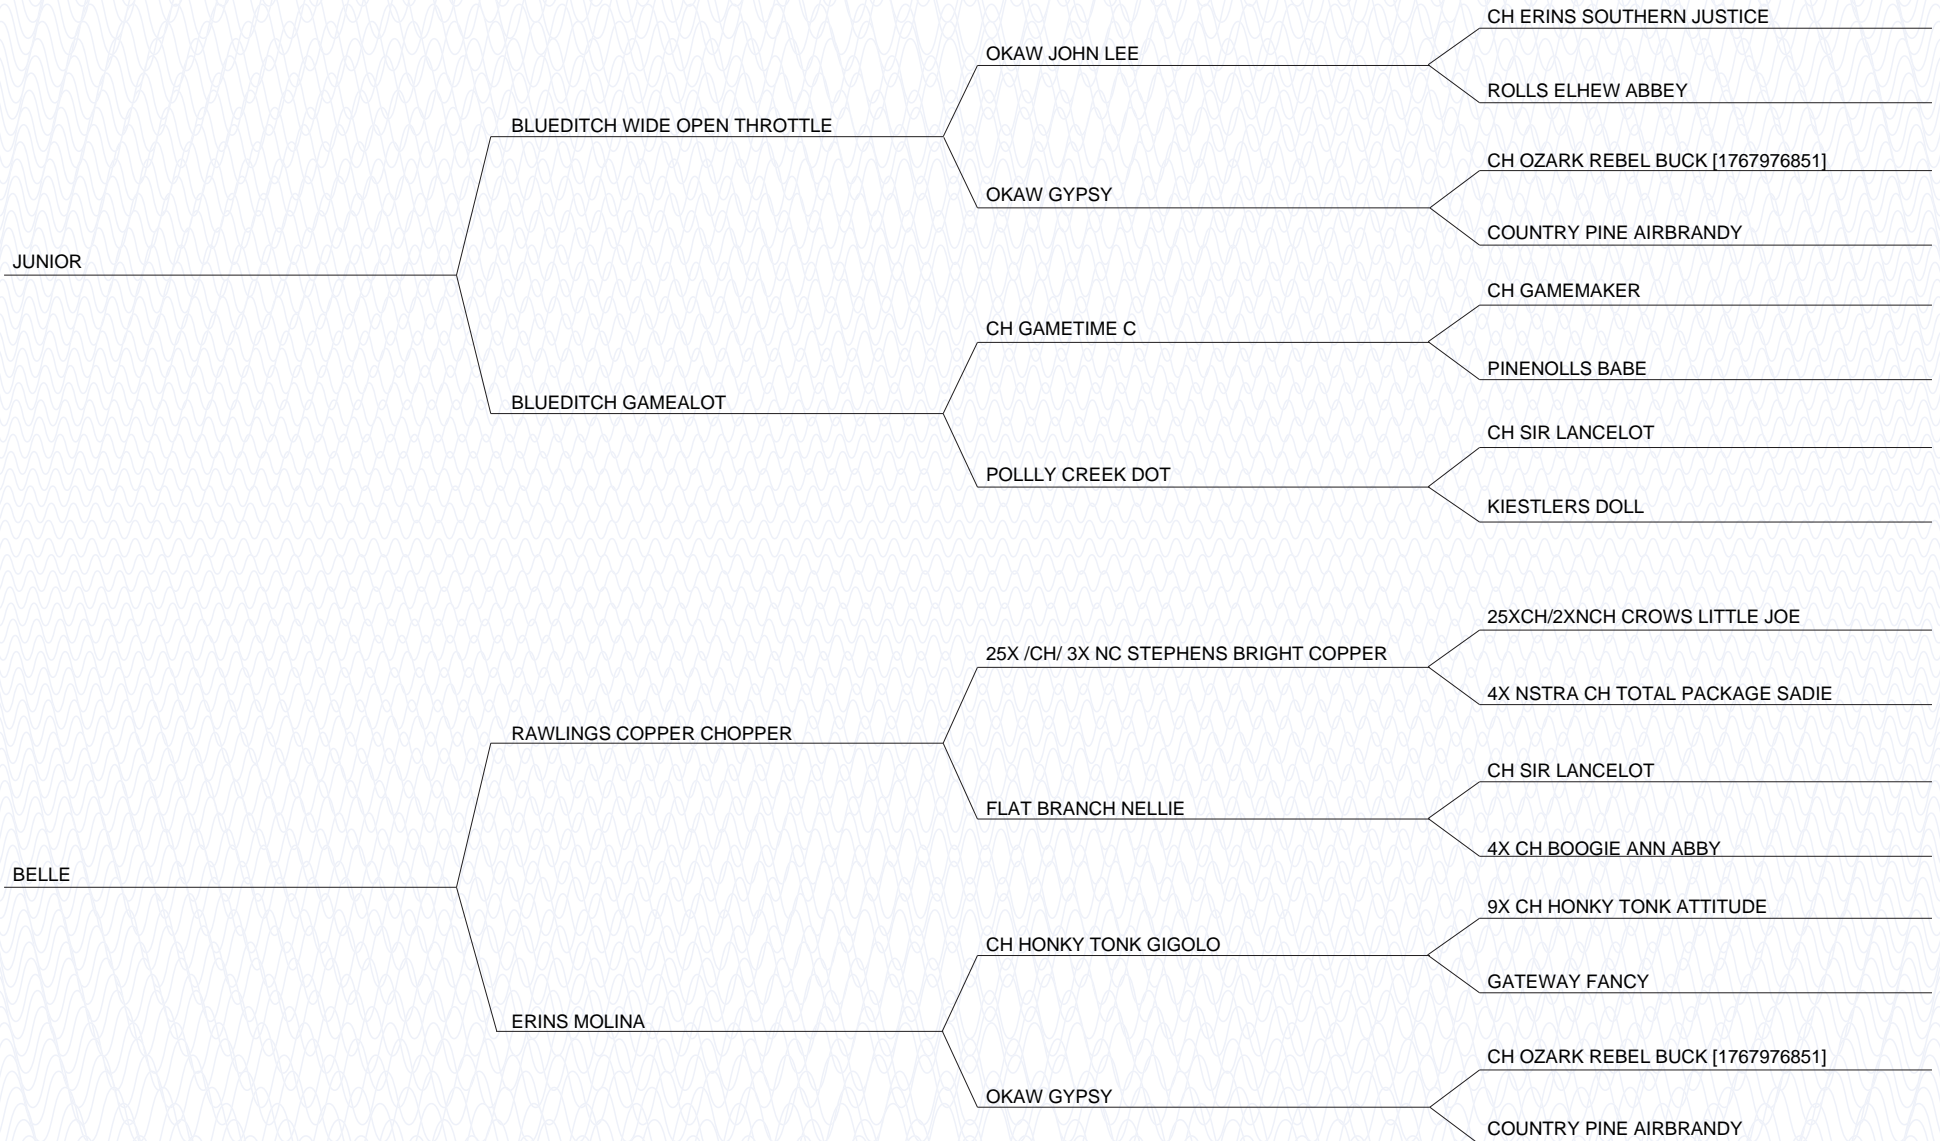 CH ERINS SOUTHERN JUSTICE
OKAW JOHN LEE
ROLLS ELHEW ABBEY
BLUEDITCH WIDE OPEN THROTTLE
CH OZARK REBEL BUCK [1767976851]
OKAW GYPSY
COUNTRY PINE AIRBRANDY
JUNIOR
CH GAMEMAKER
CH GAMETIME C
PINENOLLS BABE
BLUEDITCH GAMEALOT
CH SIR LANCELOT
POLLLY CREEK DOT
KIESTLERS DOLL
25XCH/2XNCH CROWS LITTLE JOE
25X /CH/ 3X NC STEPHENS BRIGHT COPPER
4X NSTRA CH TOTAL PACKAGE SADIE
RAWLINGS COPPER CHOPPER
CH SIR LANCELOT
FLAT BRANCH NELLIE
4X CH BOOGIE ANN ABBY
BELLE
9X CH HONKY TONK ATTITUDE
CH HONKY TONK GIGOLO
GATEWAY FANCY
ERINS MOLINA
CH OZARK REBEL BUCK [1767976851]
OKAW GYPSY
COUNTRY PINE AIRBRANDY